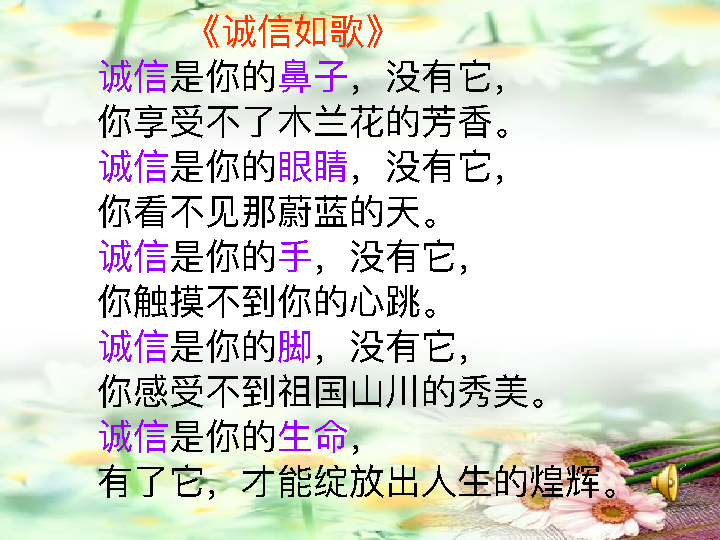 《诚信如歌》
诚信是你的鼻子，没有它，
你享受不了木兰花的芳香。
诚信是你的眼睛，没有它，
你看不见那蔚蓝的天。
诚信是你的手，没有它，
你触摸不到你的心跳。
诚信是你的脚，没有它，
你感受不到祖国山川的秀美。
诚信是你的生命，
有了它，才能绽放出人生的煌辉。